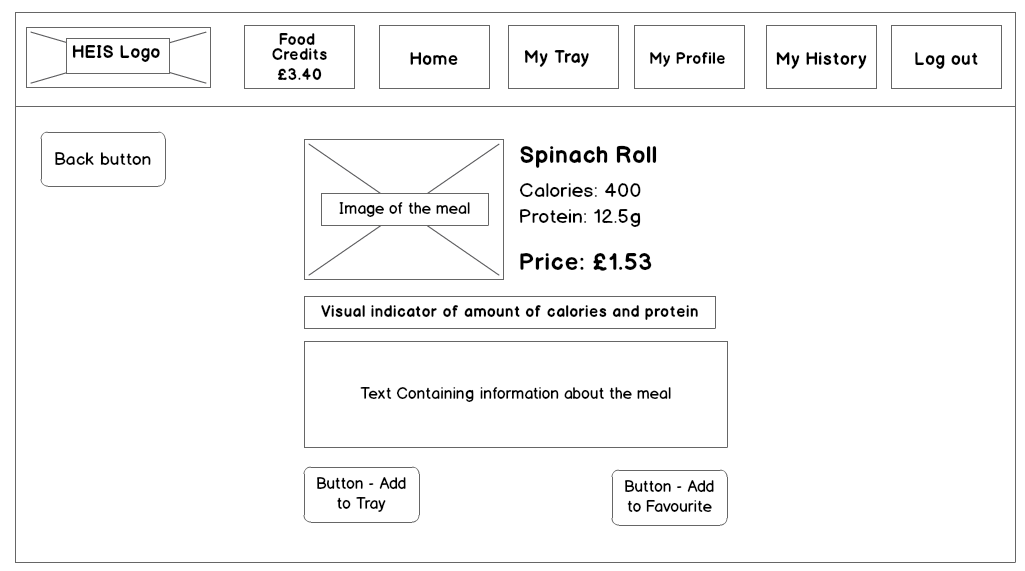 HEIS Logo
Food
Credits
£3.40
Home
My Tray
My Profile
My History
Log out
Back button
Image of the meal
Spinach Roll
Calories: 400
Protein: 12.5g
Price: £1.53
Visual indicator of amount of calories and protein
Text Containing information about the meal
Button - Add
to Tray
Button - Add
to Favourite